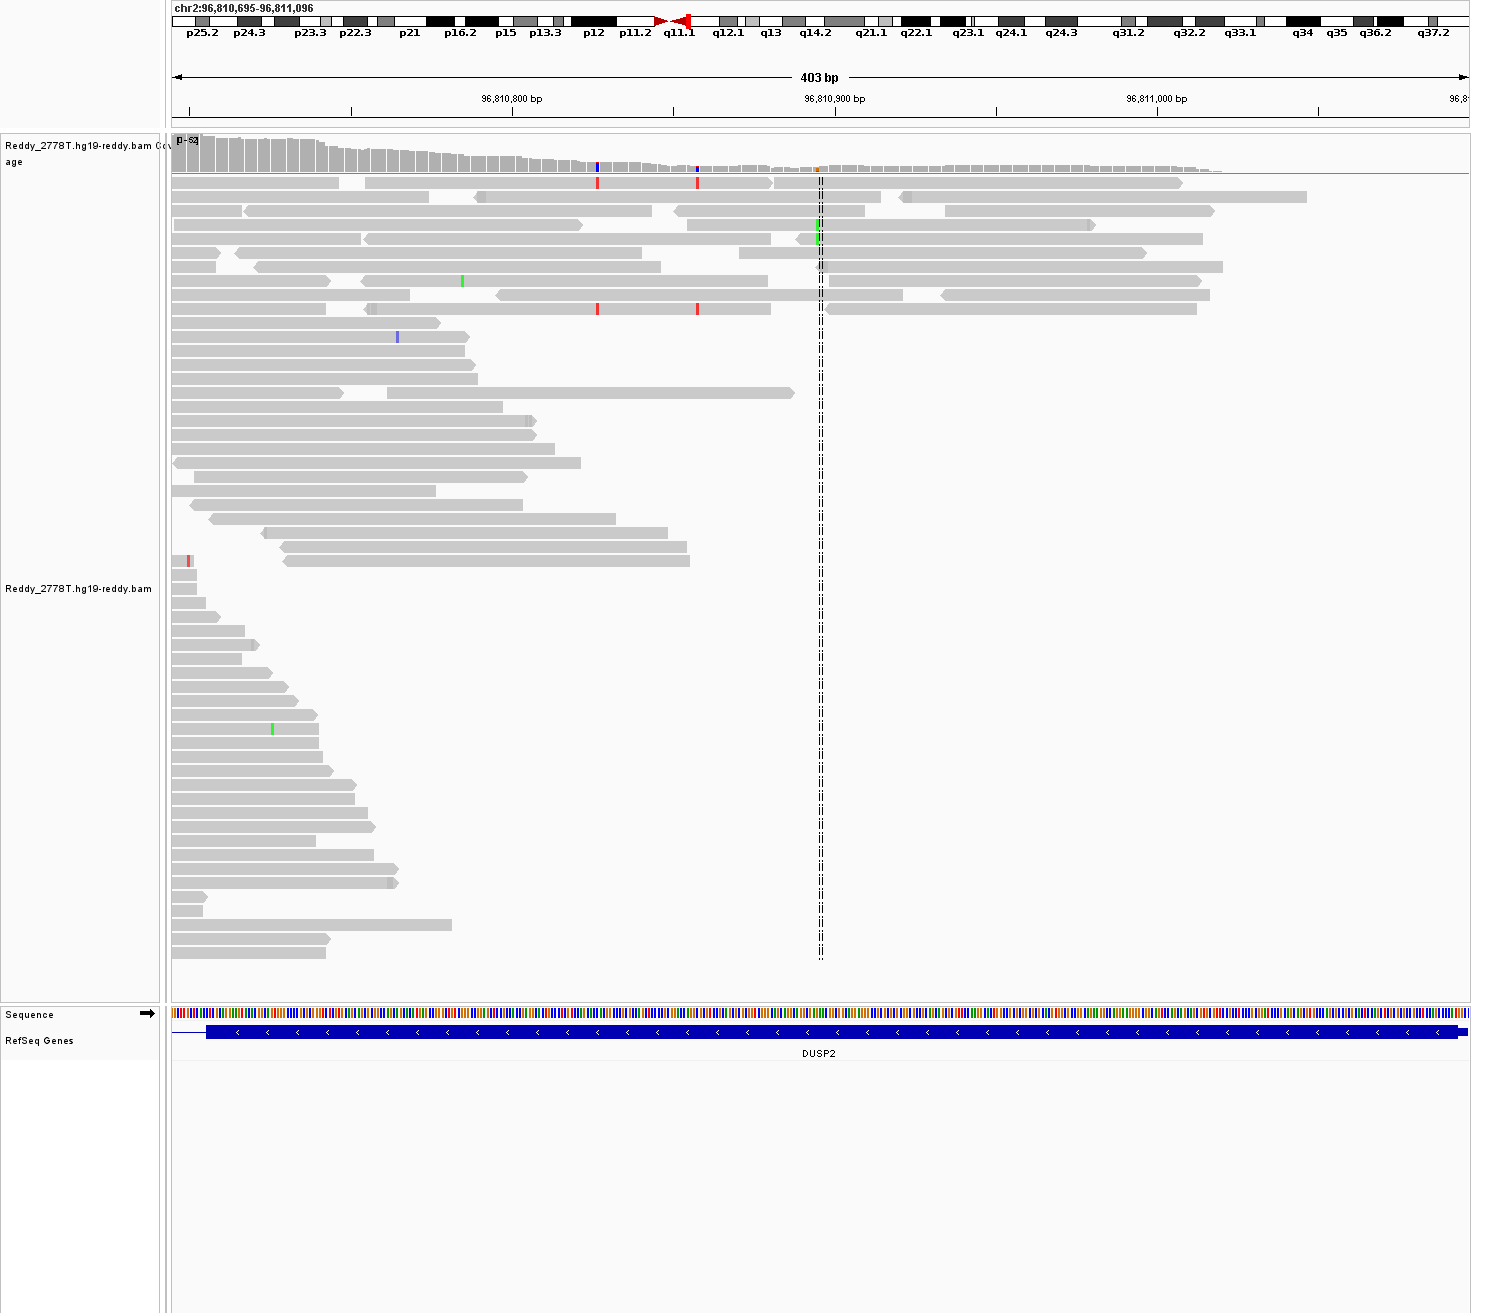 chr2:96,810,695-96,811,096
p25.2 p24.3 p23.3 p22.3 p21 p16.2 p15 p13.3 p12 p11.2 q11.1 q12.1 q13 q14.2 q21.1 q22.1 q23.1 q24.1 q24.3 q31.2 q32.2 q33.1 q34 q35 q36.2 q37.2
403 bp
96,810,800 bp 96,810,900 bp 96,811,000 bp 96,8
Reddy_2778T.hg19-reddy.bam Cov
age
[0 - 62]
Reddy_2778T.hg19-reddy.bam
Sequence
RefSeq Genes
DUSP2